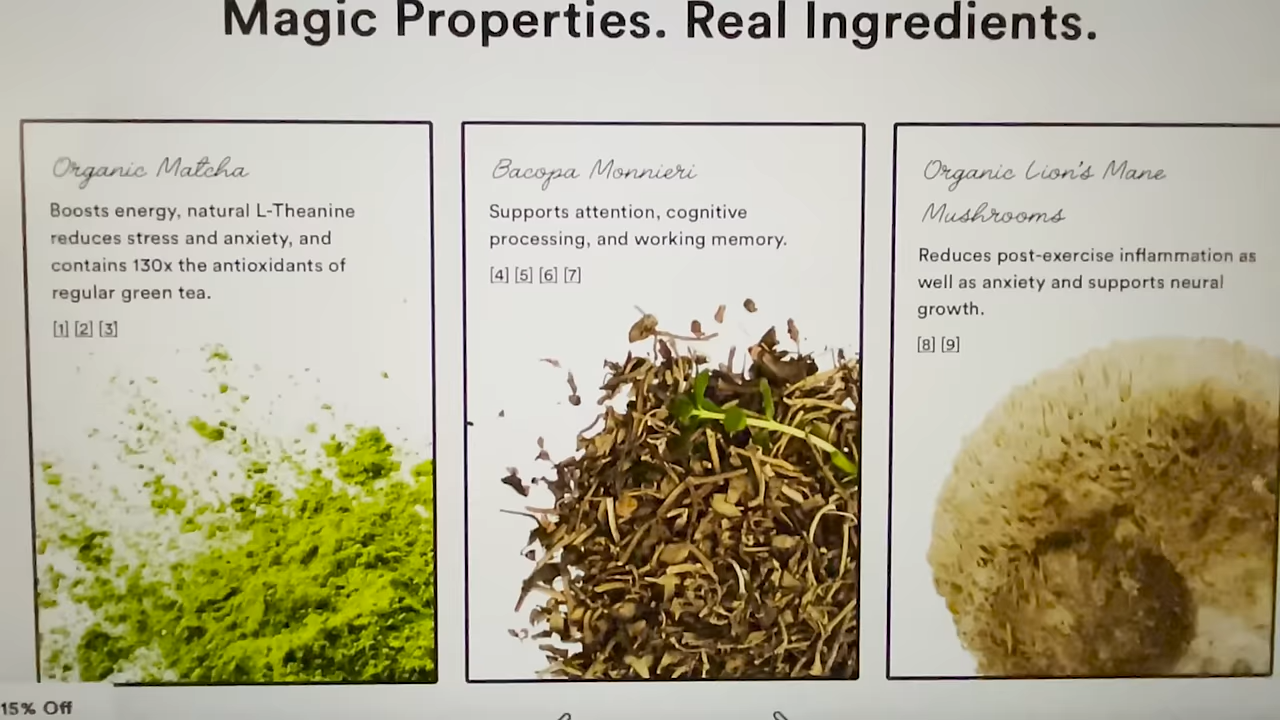 Magic Properties. Real Ingredients.
Organic Matcha
Boosts energy, natural L-Theanine
reduces stress and anxiety, and
contains 130x the antioxidants of
regular green tea.
[1] [2] [3]
Bacopa Monnieri
Supports attention, cognitive
processing, and working memory.
[4] [5] [6] [7]
Organic Lion's Mane
Mushrooms
Reduces post-exercise inflammation as
well as anxiety and supports neural
growth.
[8] [9]
15% Off